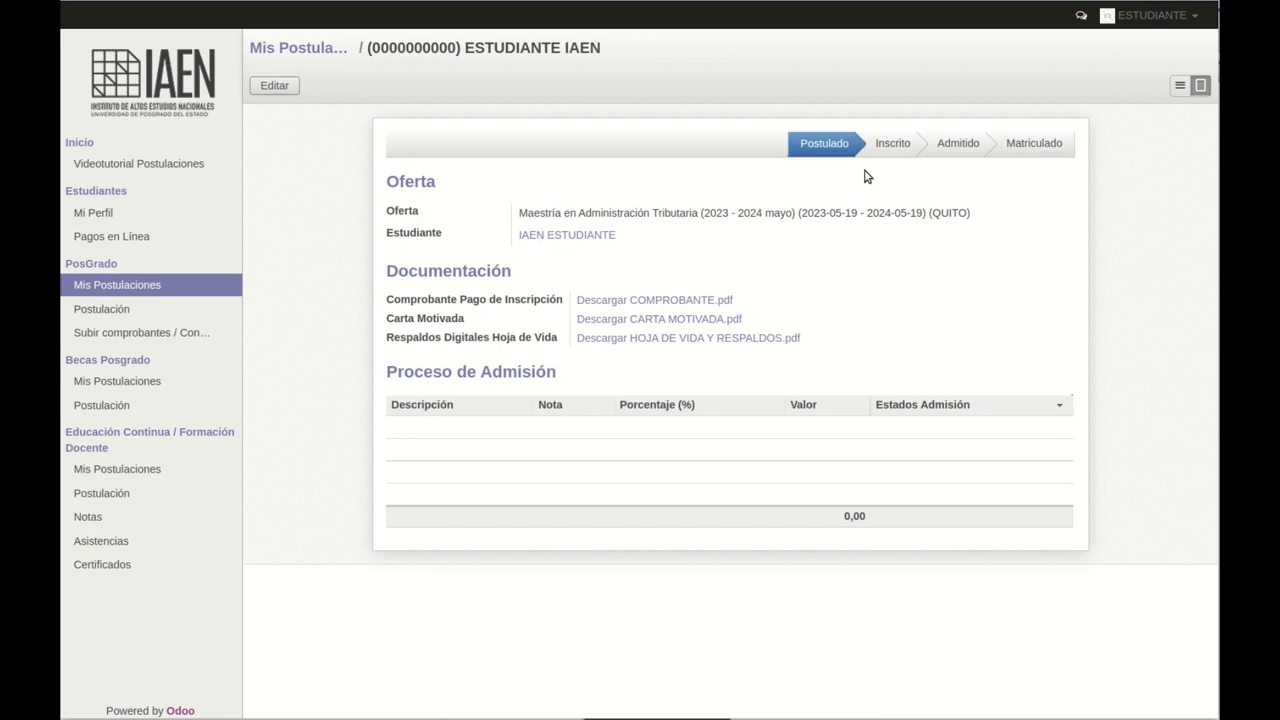 ESTUDIANTE
IAEN
INSTITUTO DE ALTOS ESTUDIOS NACIONALES
UNIVERSIDAD DE POSGRADO DEL ESTADO
Mis Postula… / (0000000000) ESTUDIANTE IAEN
Editar
Inicio
Videotutorial Postulaciones
Estudiantes
Mi Perfil
Pagos en Línea
PosGrado
Mis Postulaciones
Postulación
Subir comprobantes / Con…
Becas Posgrado
Mis Postulaciones
Postulación
Educación Continua / Formación
Docente
Mis Postulaciones
Postulación
Notas
Asistencias
Certificados
Powered by Odoo
Postulado Inscrito Admitido Matriculado
Oferta
Oferta Maestría en Administración Tributaria (2023 - 2024 mayo) (2023-05-19 - 2024-05-19) (QUITO)
Estudiante IAEN ESTUDIANTE
Documentación
Comprobante Pago de Inscripción Descargar COMPROBANTE.pdf
Carta Motivada Descargar CARTA MOTIVADA.pdf
Respaldos Digitales Hoja de Vida Descargar HOJA DE VIDA Y RESPALDOS.pdf
Proceso de Admisión
Descripción Nota Porcentaje (%) Valor Estados Admisión
0,00